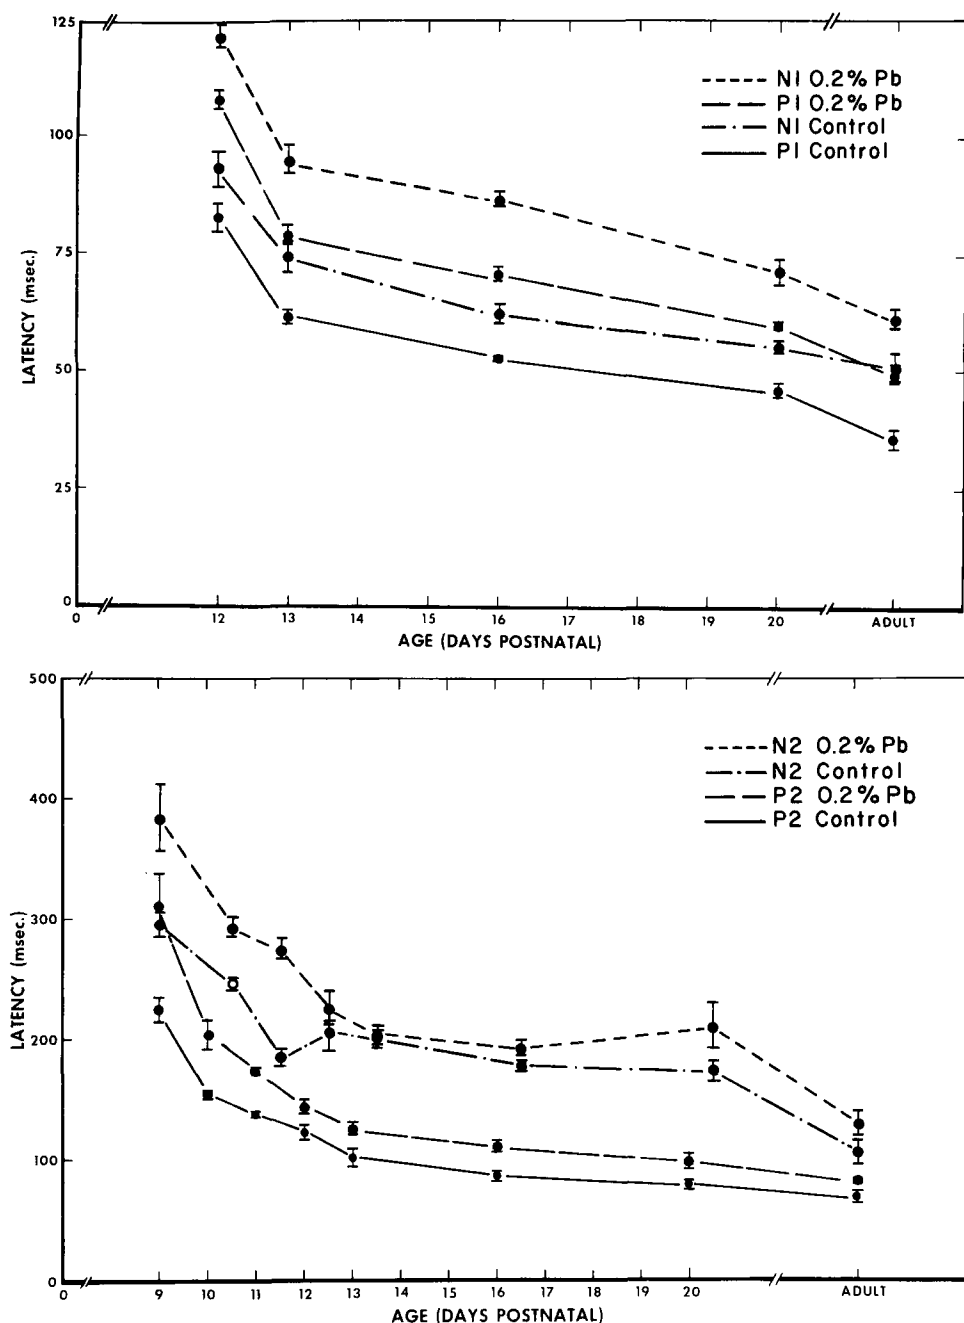 125
100
75
50
25
0
LATENCY (msec.)
N1 0.2% Pb
P1 0.2% Pb
N1 Control
P1 Control
0 12 13 14 15 16 17 18 19 20 ADULT
AGE (DAYS POSTNATAL)
500
400
300
200
100
0
LATENCY (msec.)
N2 0.2% Pb
N2 Control
P2 0.2% Pb
P2 Control
0 9 10 11 12 13 14 15 16 17 18 19 20 ADULT
AGE (DAYS POSTNATAL)